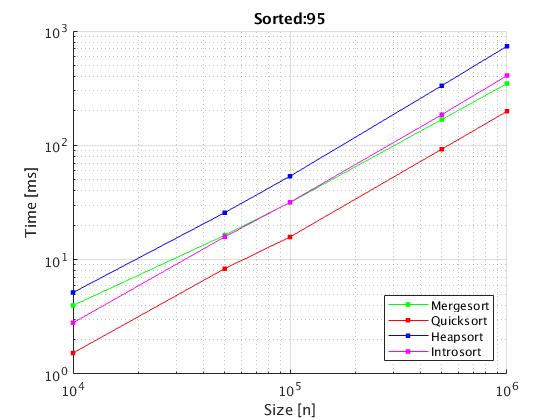 Sorted:95
10^3
10^2
10^1
10^0
Time [ms]
10^4 10^5 10^6
Size [n]
Mergesort
Quicksort
Heapsort
Introsort